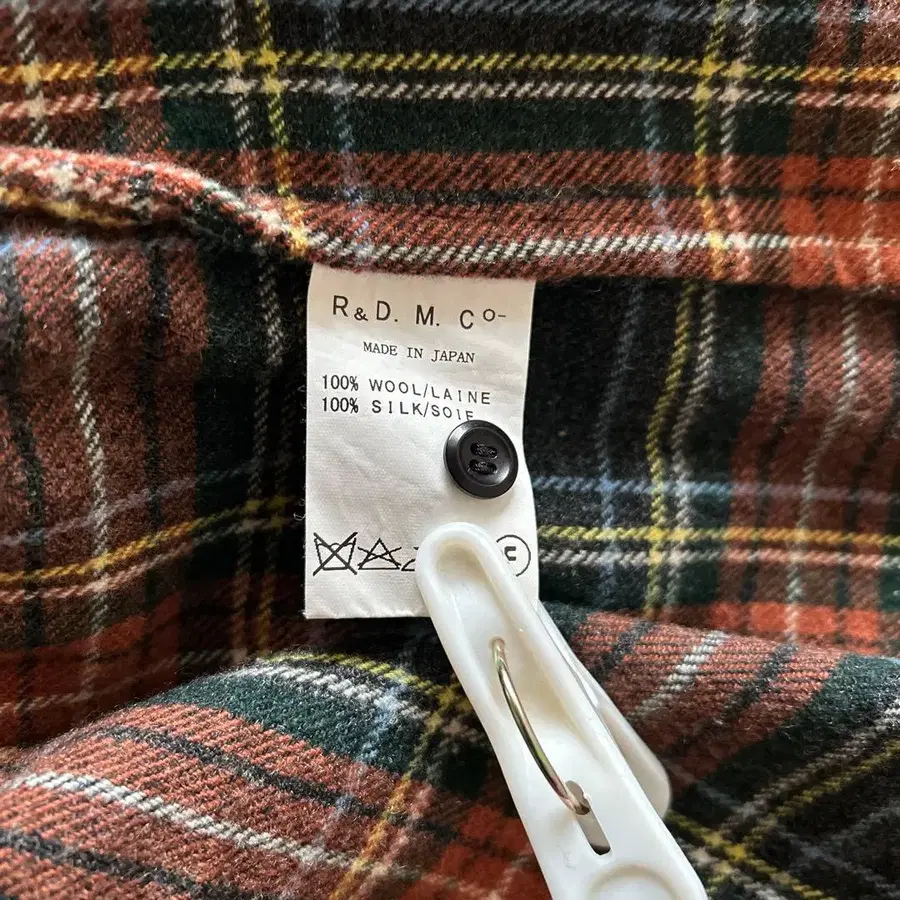 R & D. M. Co-
MADE IN JAPAN
100% WOOL/LAINE
100% SILK/SOIE
F